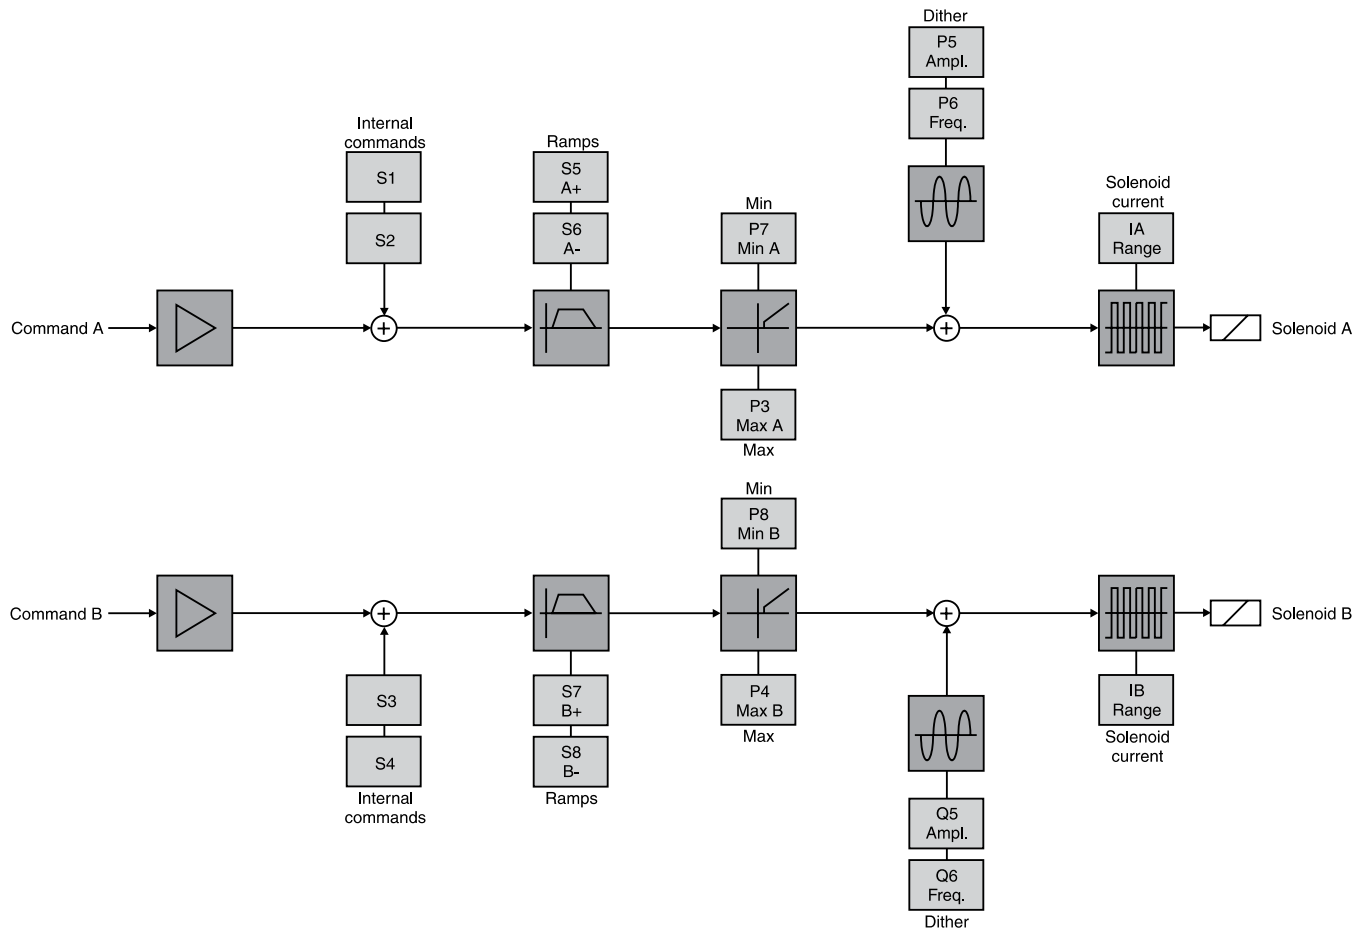 Dither
P5
Ampl.
P6
Freq.
Internal
commands
S1
S2
Ramps
S5
A+
S6
A-
Min
P7
Min A
Solenoid
current
IA
Range
Command A
+
+
Solenoid A
P3
Max A
Max
Min
P8
Min B
Command B
+
+
Solenoid B
S3
S4
Internal
commands
S7
B+
S8
B-
Ramps
P4
Max B
Max
IB
Range
Solenoid
current
Q5
Ampl.
Q6
Freq.
Dither